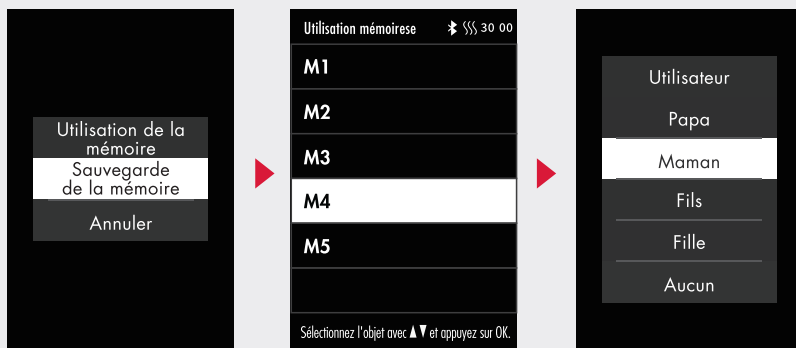 Utilisation de la
mémoire
Sauvegarde
de la mémoire
Annuler
Utilisation mémoirese 30 00
M1
M2
M3
M4
M5
Sélectionnez l'objet avec ▲▼ et appuyez sur OK.
Utilisateur
Papa
Maman
Fils
Fille
Aucun